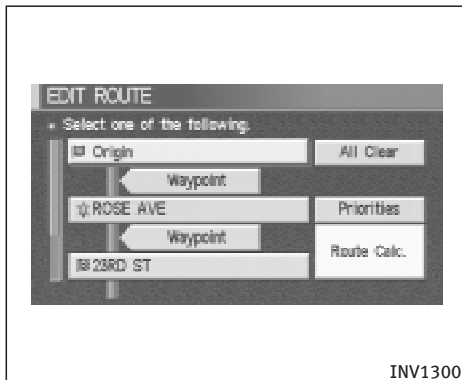 EDIT ROUTE
Select one of the following.
Origin
All Clear
Waypoint
ROSE AVE
Priorities
Waypoint
Route Calc.
23RD ST
INV1300